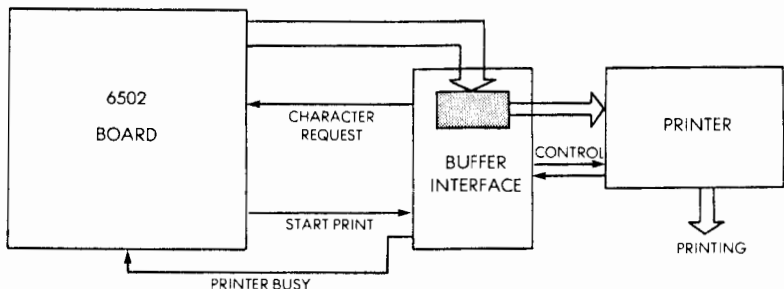 6502
BOARD
CHARACTER
REQUEST
START PRINT
PRINTER BUSY
BUFFER
INTERFACE
CONTROL
PRINTER
PRINTING